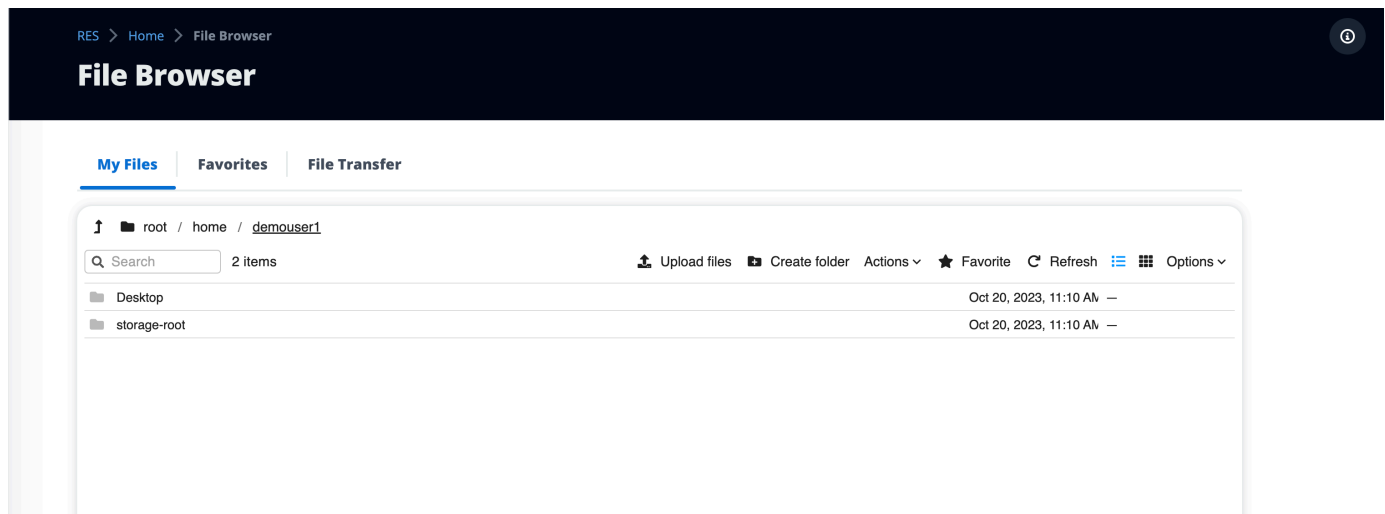 RES > Home > File Browser
File Browser
My Files Favorites File Transfer
root / home / demouser1
Search 2 items Upload files Create folder Actions Favorite Refresh Options
Desktop Oct 20, 2023, 11:10 AM —
storage-root Oct 20, 2023, 11:10 AM —